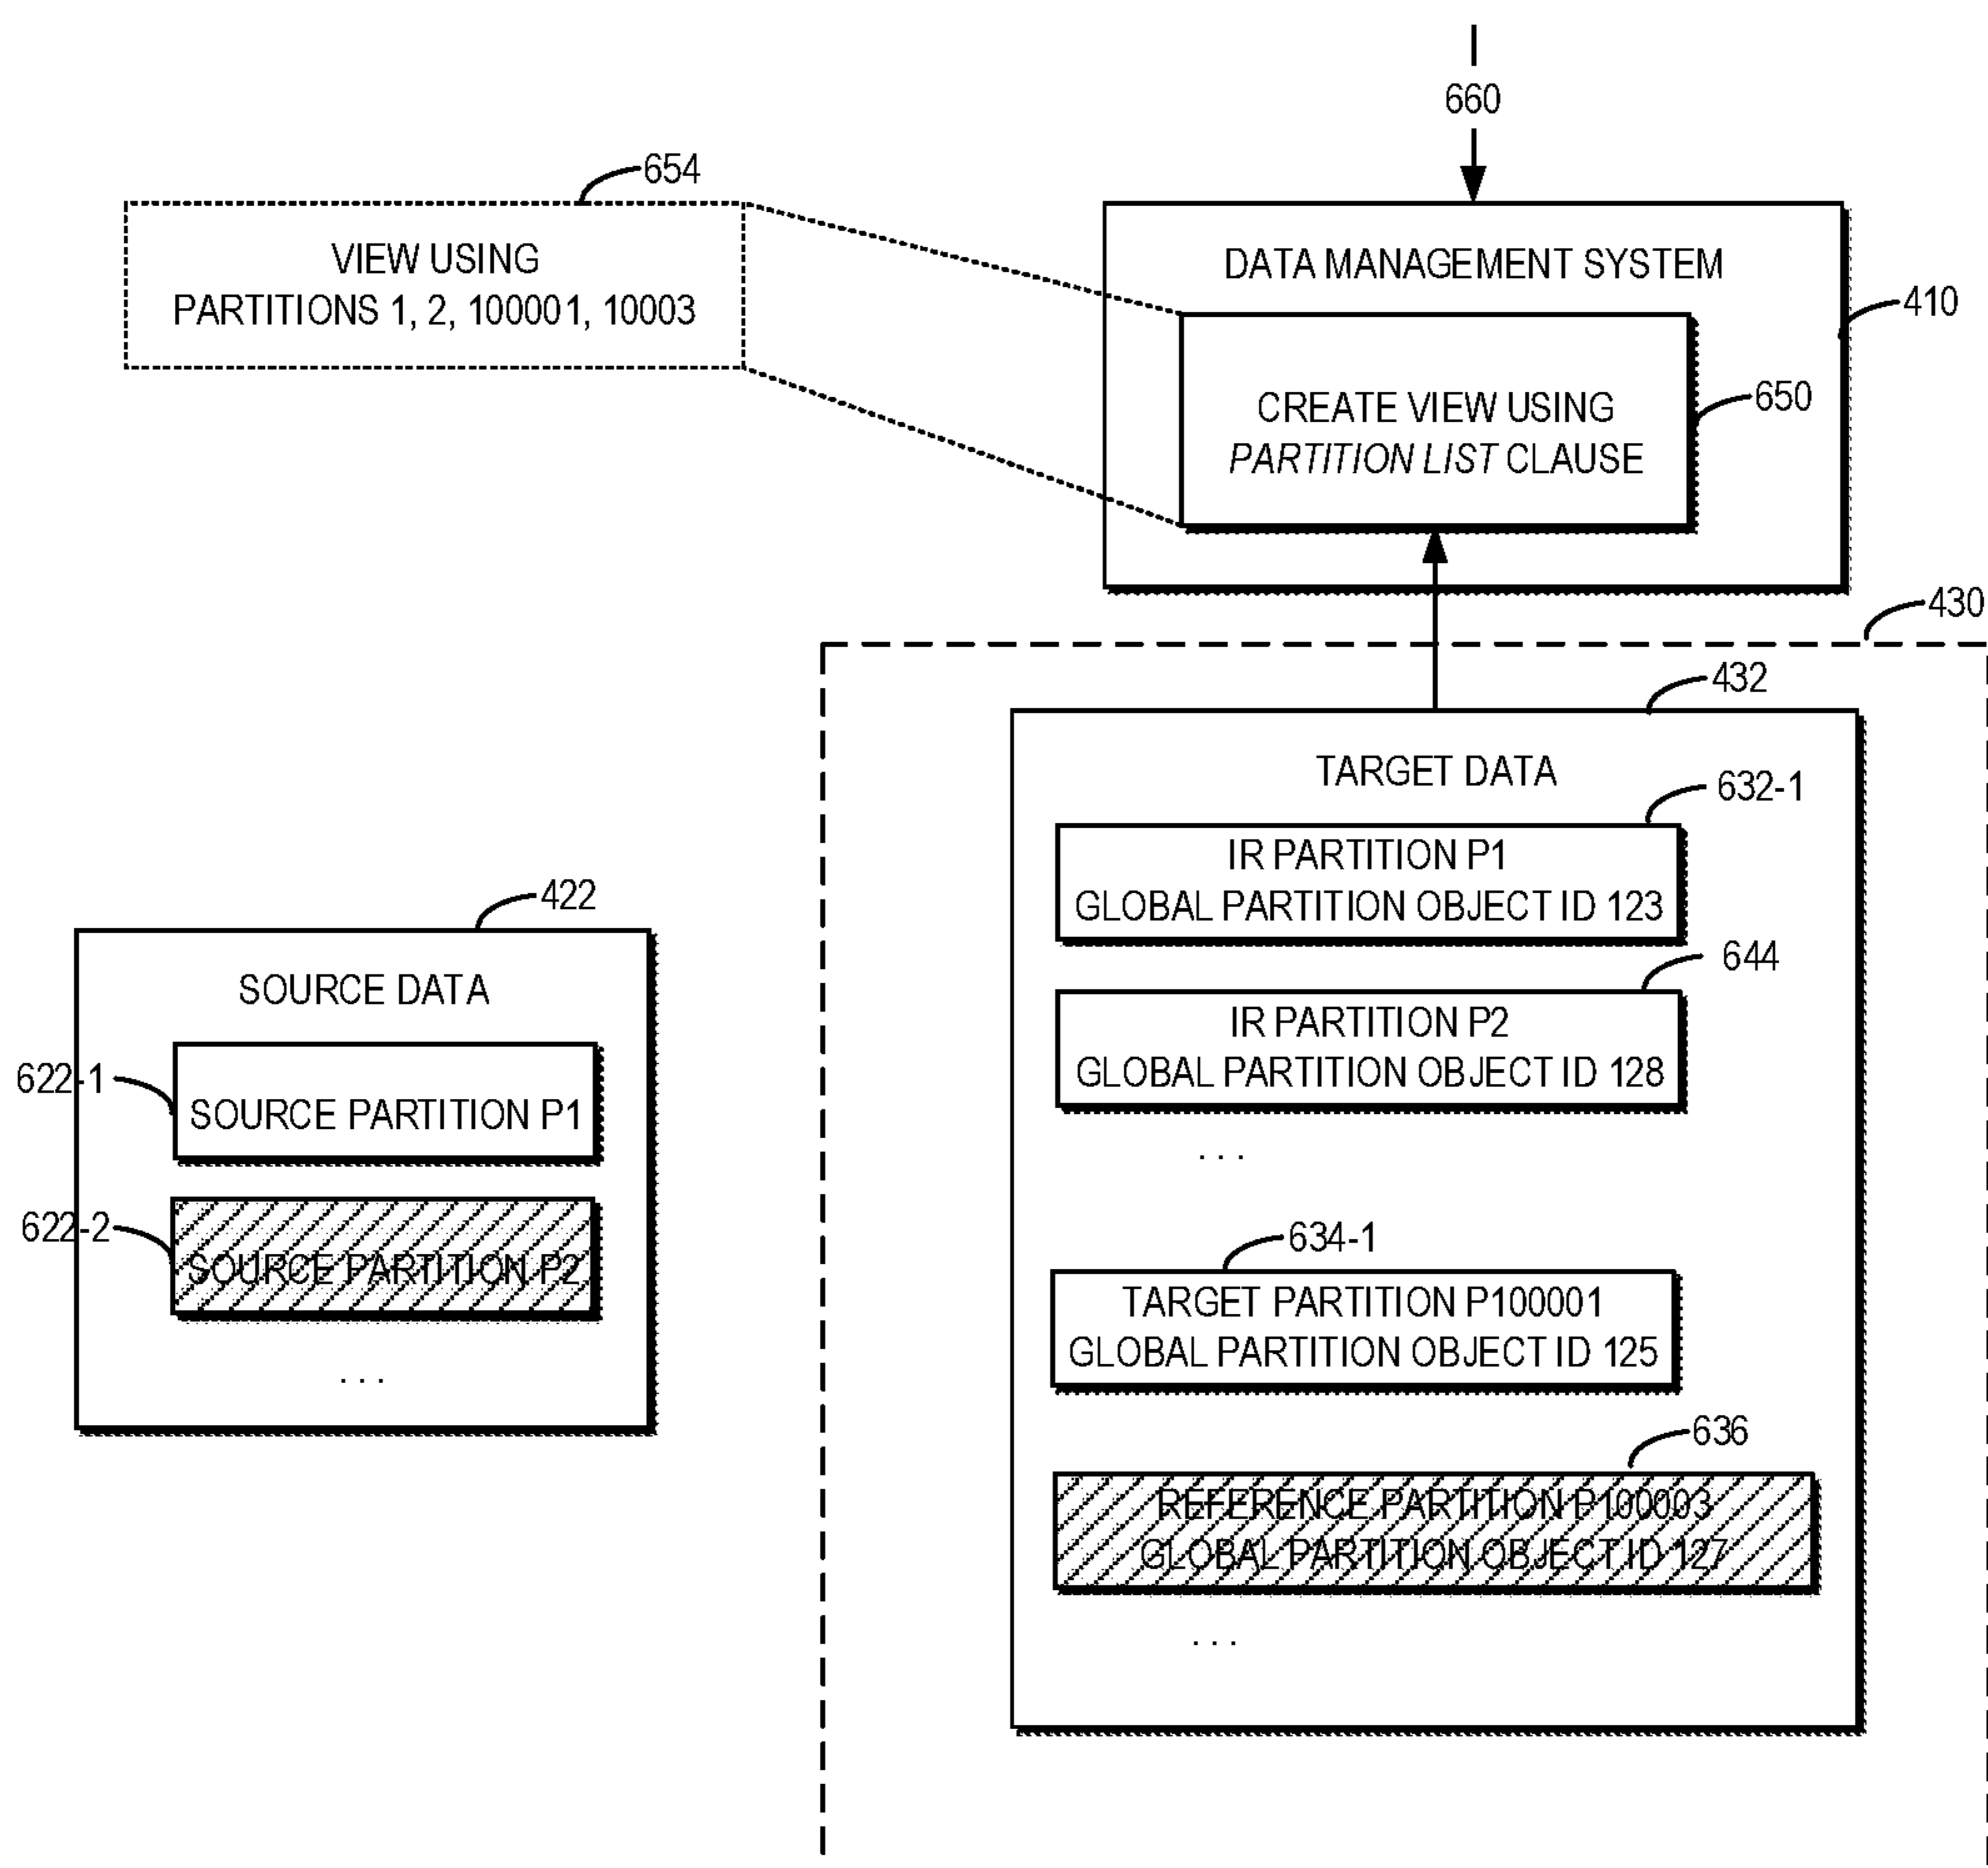 660
654
VIEW USING
PARTITIONS 1, 2, 100001, 10003
DATA MANAGEMENT SYSTEM
410
CREATE VIEW USING
PARTITION LIST CLAUSE
650
430
432
TARGET DATA
632-1
IR PARTITION P1
GLOBAL PARTITION OBJECT ID 123
644
IR PARTITION P2
GLOBAL PARTITION OBJECT ID 128
. . .
634-1
TARGET PARTITION P100001
GLOBAL PARTITION OBJECT ID 125
636
REFERENCE PARTITION P100003
GLOBAL PARTITION OBJECT ID 127
. . .
422
SOURCE DATA
622-1
SOURCE PARTITION P1
622-2
SOURCE PARTITION P2
. . .